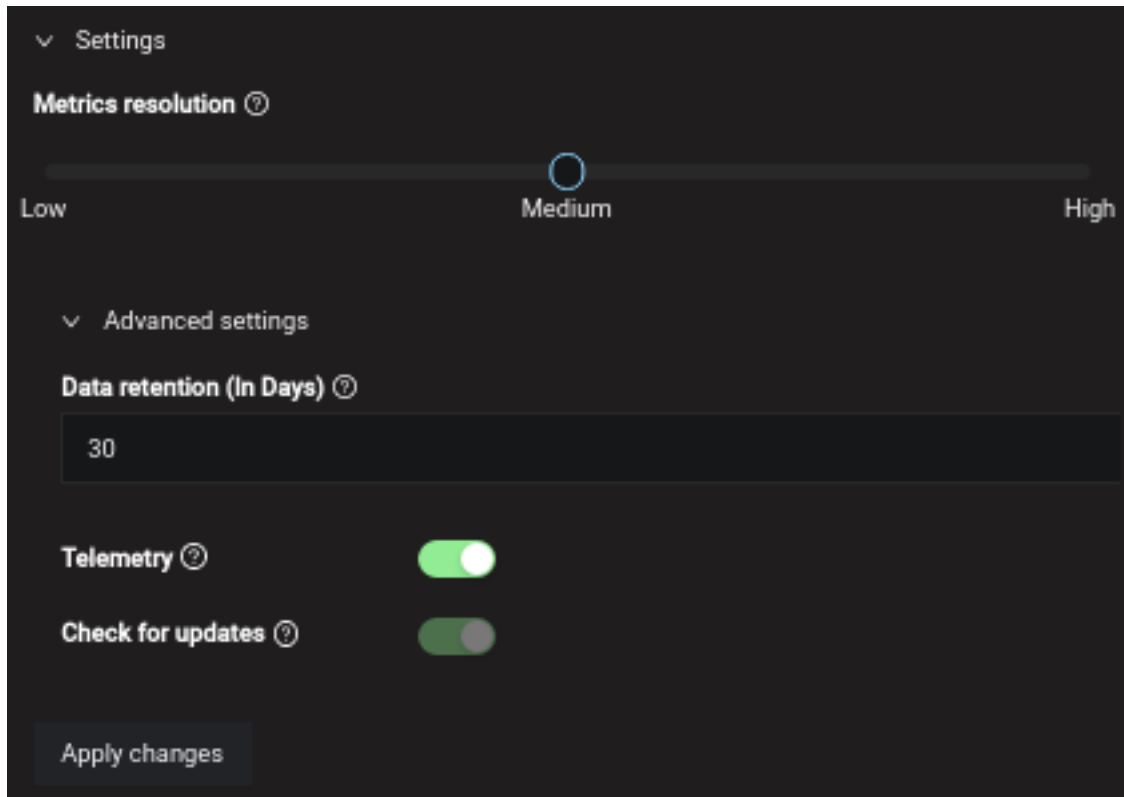 Settings
Metrics resolution
Low Medium High
Advanced settings
Data retention (In Days)
30
Telemetry
Check for updates
Apply changes